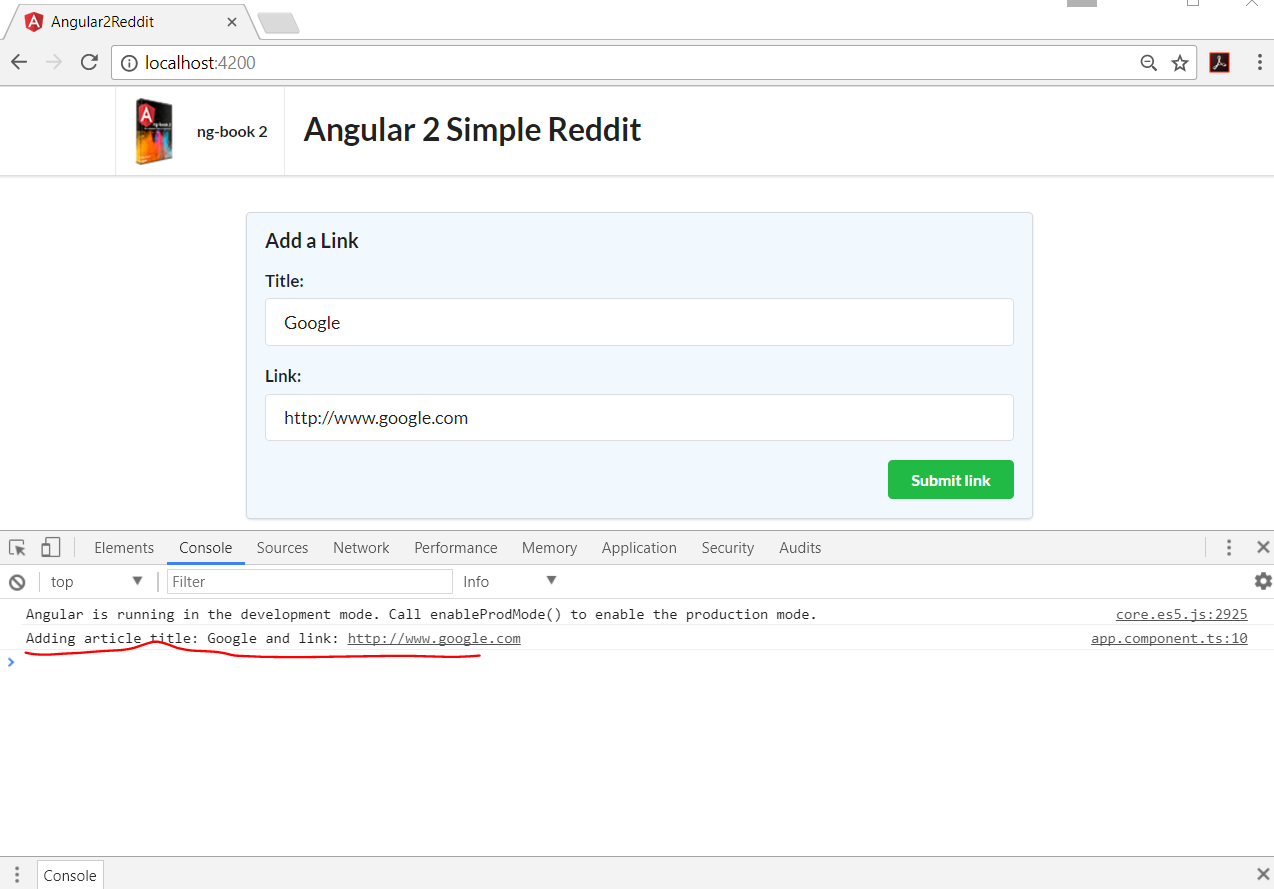 Angular2Reddit
localhost:4200
ng-book 2
Angular 2 Simple Reddit
Add a Link
Title:
Google
Link:
http://www.google.com
Submit link
Elements Console Sources Network Performance Memory Application Security Audits
top Filter Info
Angular is running in the development mode. Call enableProdMode() to enable the production mode. core.es5.js:2925
Adding article title: Google and link: http://www.google.com app.component.ts:10
Console